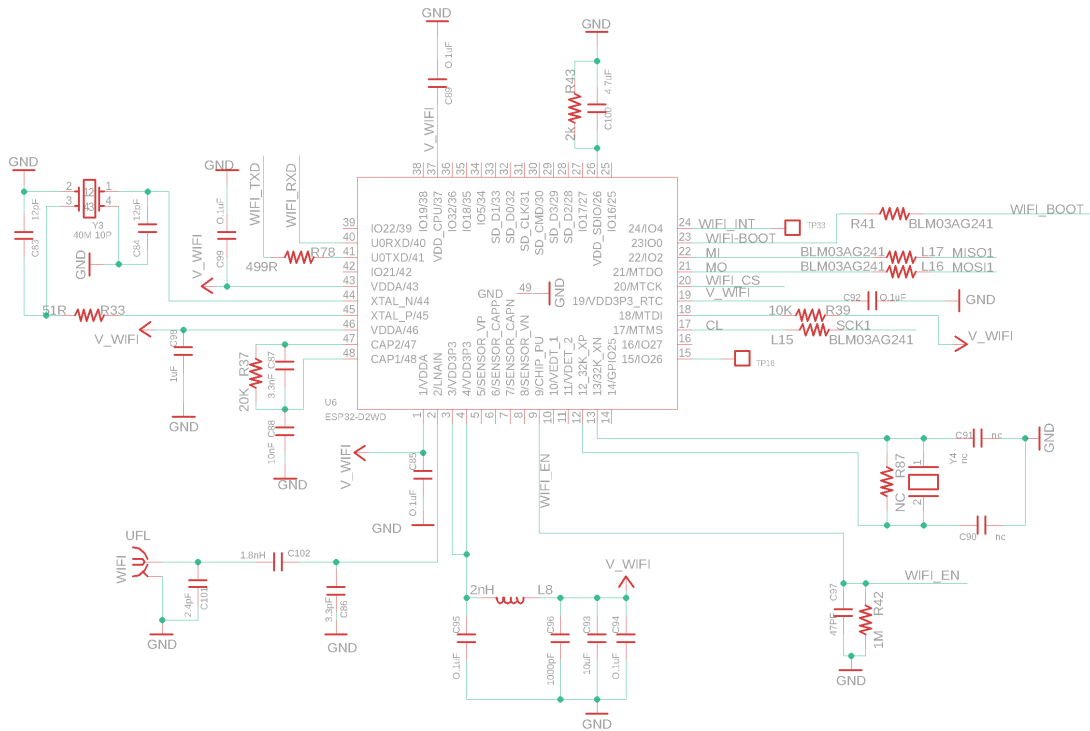 GND
0.1uF
C89
V_WIFI
GND
R43
4.7uF
2k
C100
GND
12pF
C83
2
1
3
4
12
43
Y3
40M 10P
12pF
C84
GND
GND
0.1uF
C99
V_WIFI
WIFI_TXD
WIFI_RXD
499R
R78
51R
R33
V_WIFI
C98
1uF
GND
R37
20K
C87
3.3nF
C88
10nF
GND
38
37
36
35
34
33
32
31
30
29
28
27
26
25
IO19/38
VDD_CPU/37
IO32/36
IO18/35
IO5/34
SD_D1/33
SD_D0/32
SD_CLK/31
SD_CMD/30
SD_D3/29
SD_D2/28
IO17/27
VDD_SDIO/26
IO16/25
39
40
41
42
43
44
45
46
47
48
IO22/39
U0RXD/40
U0TXD/41
IO21/42
VDDA/43
XTAL_N/44
XTAL_P/45
VDDA/46
CAP2/47
CAP1/48
GND
49
GND
24/IO4
23IO0
22/IO2
21/MTDO
20/MTCK
19/VDD3P3_RTC
18/MTDI
17/MTMS
16/IO27
15/IO26
24
23
22
21
20
19
18
17
16
15
1/VDDA
2/LNAIN
3/VDD3P3
4/VDD3P3
5/SENSOR_VP
6/SENSOR_CAPP
7/SENSOR_CAPN
8/SENSOR_VN
9/CHIP_PU
10/VEDT_1
11/VDET_2
12_32K_XP
13/32K_XN
14/GPIO25
1
2
3
4
5
6
7
8
9
10
11
12
13
14
U6
ESP32-D2WD
WIFI_INT
TP33
WIFI-BOOT
R41
BLM03AG241
WIFI_BOOT
MI
BLM03AG241
L17
MISO1
MO
BLM03AG241
L16
MOSI1
WIFI_CS
V_WIFI
C92
0.1uF
GND
10K
R39
V_WIFI
CL
L15
SCK1
BLM03AG241
TP16
V_WIFI
C85
0.1uF
GND
WIFI_EN
R87
NC
Y4
nc
1
2
C91
nc
C90
nc
GND
UFL
WIFI
2.4pF
C101
GND
1.8nH
C102
3.3pF
C86
GND
2nH
L8
V_WIFI
C95
0.1uF
C96
1000pF
C93
10uF
C94
0.1uF
GND
WIFI_EN
C97
47PF
R42
1M
GND